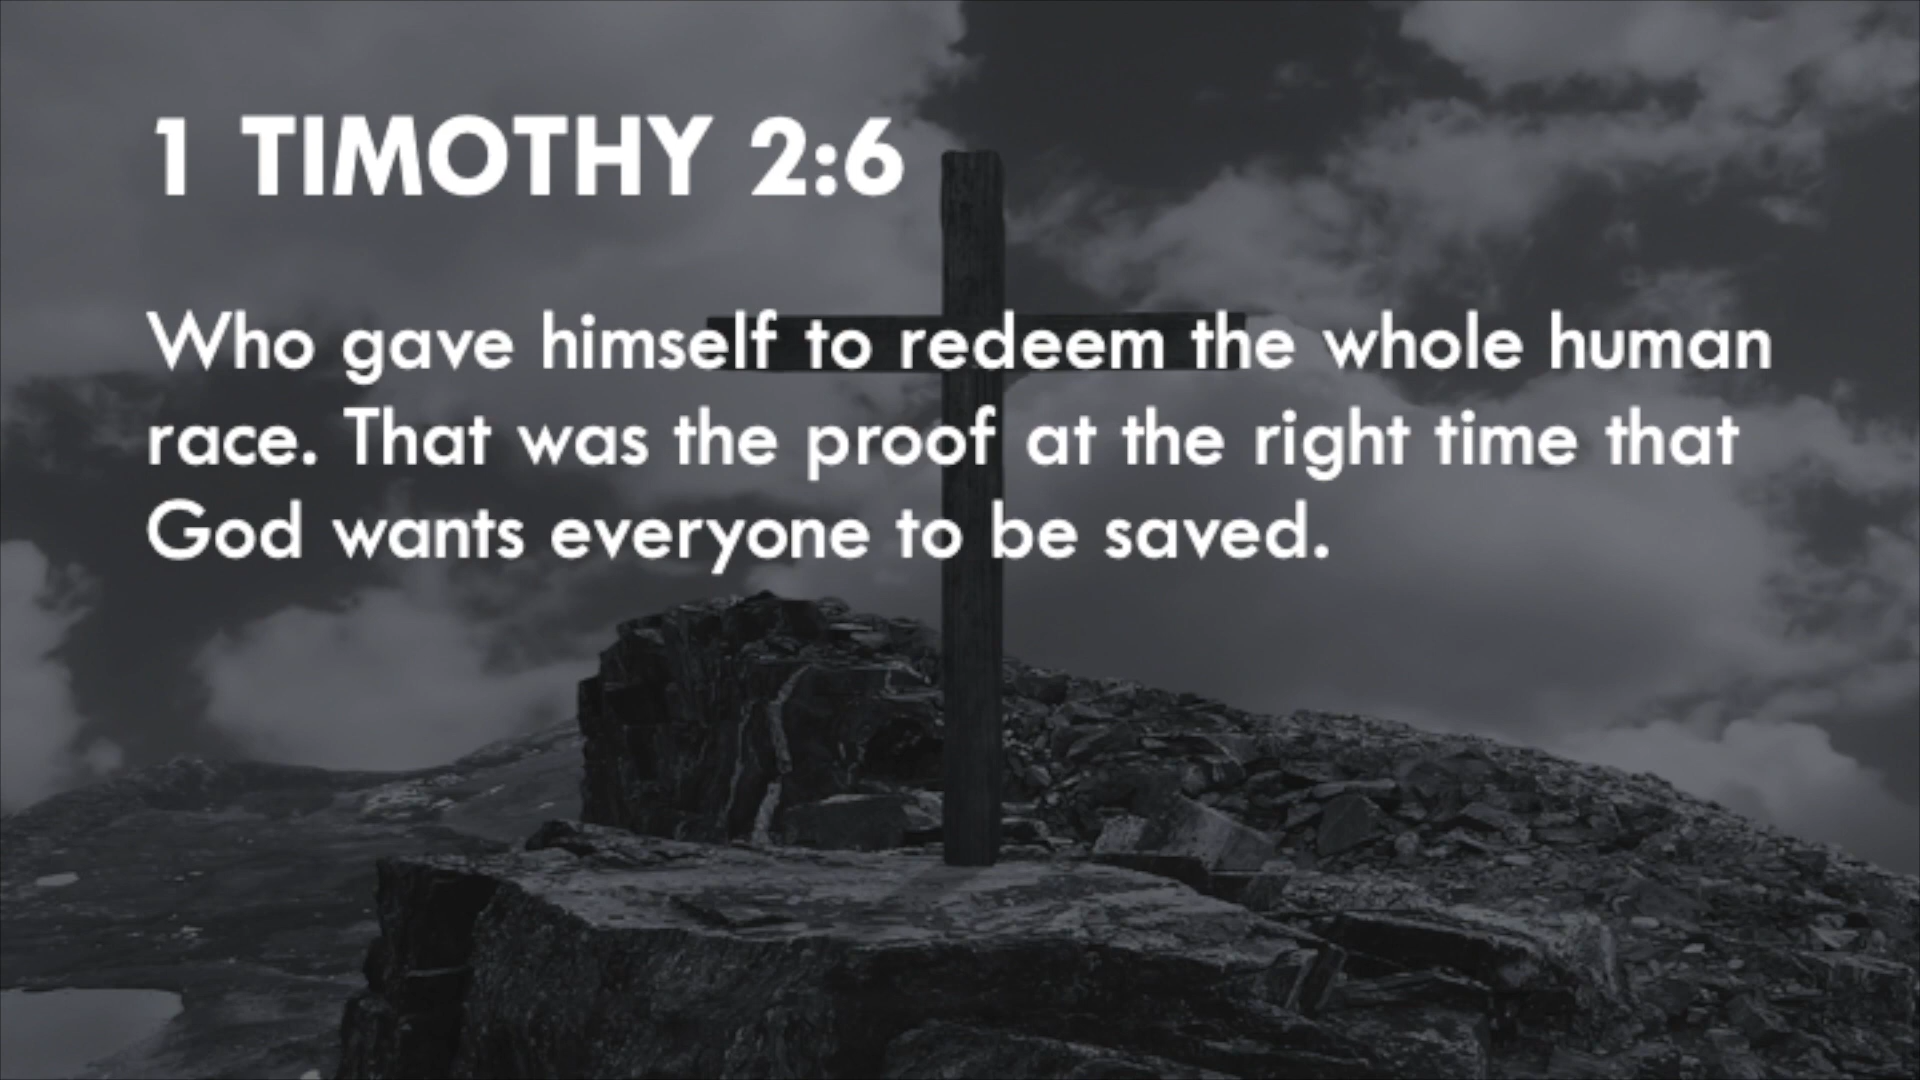 1 TIMOTHY 2:6
Who gave himself to redeem the whole human
race. That was the proof at the right time that
God wants everyone to be saved.